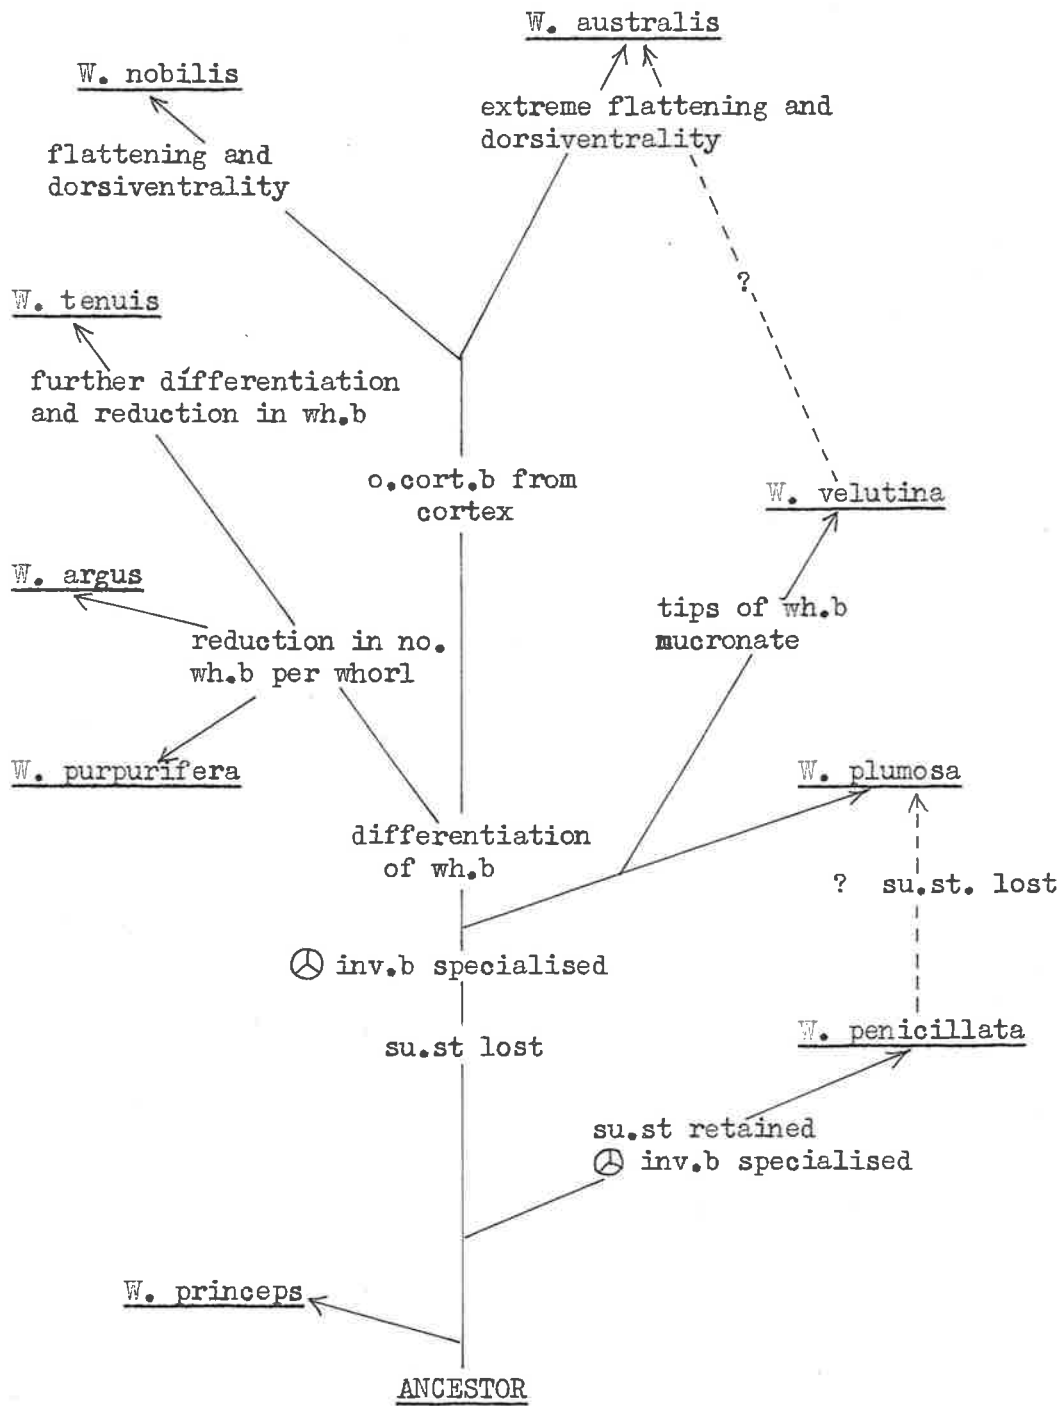 W. australis
W. nobilis
extreme flattening and
dorsiventrality
flattening and
dorsiventrality
?
W. tenuis
further differentiation
and reduction in wh.b
o.cort.b from
cortex
W. velutina
W. argus
tips of wh.b
mucronate
reduction in no.
wh.b per whorl
W. purpurifera
W. plumosa
differentiation
of wh.b
? su.st. lost
inv.b specialised
W. penicillata
su.st lost
su.st retained
inv.b specialised
W. princeps
ANCESTOR